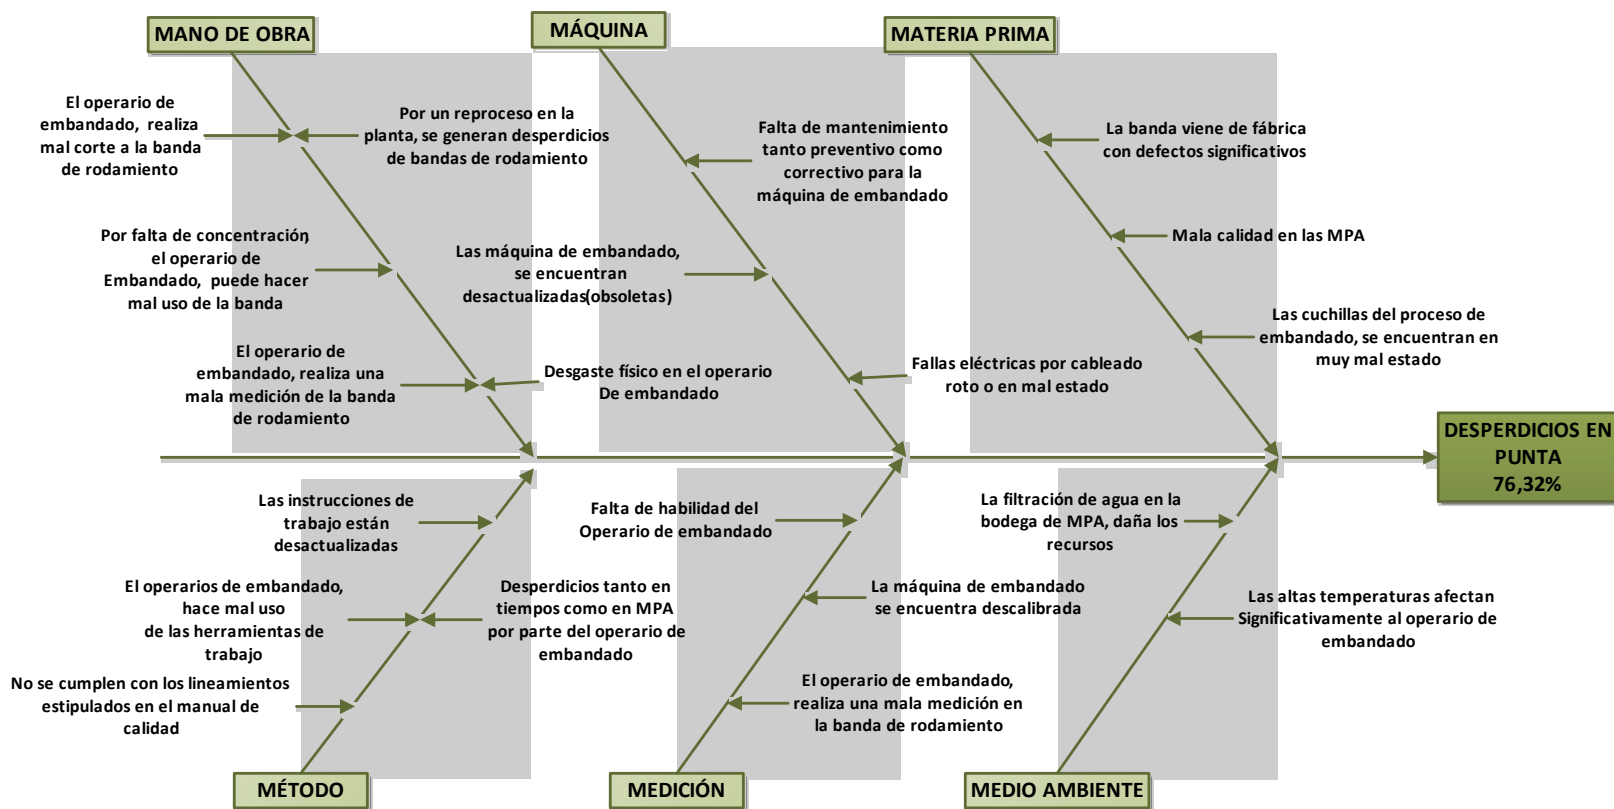 MANO DE OBRA
El operario de
embandado, realiza
mal corte a la banda
de rodamiento
Por un reproceso en la
planta, se generan desperdicios
de bandas de rodamiento
Por falta de concentración,
el operario de
Embandado, puede hacer
mal uso de la banda
El operario de
embandado, realiza una
mala medición de la banda
de rodamiento
Desgaste físico en el operario
De embandado
MÁQUINA
Falta de mantenimiento
tanto preventivo como
correctivo para la
máquina de embandado
Las máquina de embandado,
se encuentran
desactualizadas(obsoletas)
Fallas eléctricas por cableado
roto o en mal estado
MATERIA PRIMA
La banda viene de fábrica
con defectos significativos
Mala calidad en las MPA
Las cuchillas del proceso de
embandado, se encuentran en
muy mal estado
DESPERDICIOS EN
PUNTA
76,32%
Las instrucciones de
trabajo están
desactualizadas
El operarios de embandado,
hace mal uso
de las herramientas de
trabajo
Desperdicios tanto en
tiempos como en MPA
por parte del operario de
embandado
No se cumplen con los lineamientos
estipulados en el manual de
calidad
MÉTODO
Falta de habilidad del
Operario de embandado
La máquina de embandado
se encuentra descalibrada
El operario de embandado,
realiza una mala medición en
la banda de rodamiento
MEDICIÓN
La filtración de agua en la
bodega de MPA, daña los
recursos
Las altas temperaturas afectan
Significativamente al operario de
embandado
MEDIO AMBIENTE